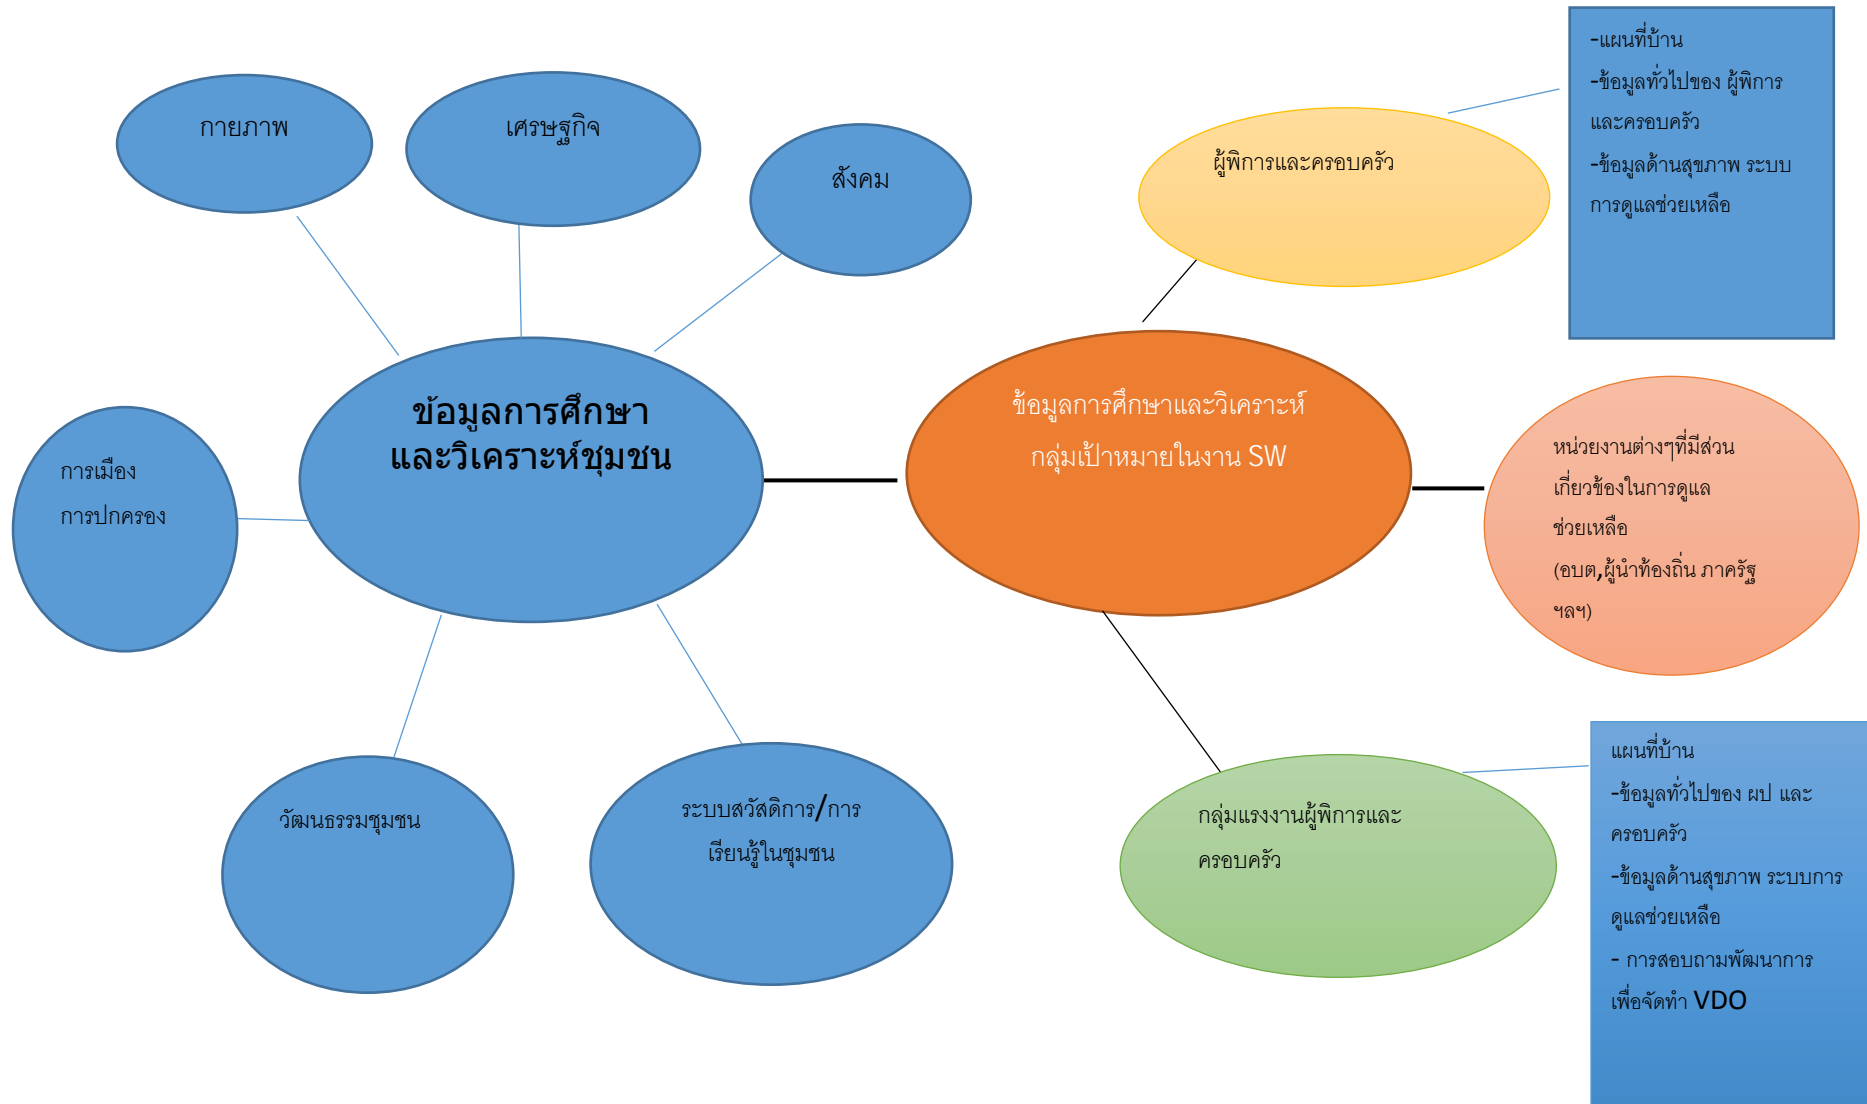 กายภาพ
เศรษฐกิจ
สังคม
ข้อมูลการศึกษา
และวิเคราะห์ชุมชน
การเมือง
การปกครอง
วัฒนธรรมชุมชน
ระบบสวัสดิการ/การ
เรียนรู้ในชุมชน
ข้อมูลการศึกษาและวิเคราะห์
กลุ่มเป้าหมายในงาน SW
ผู้พิการและครอบครัว
-แผนที่บ้าน
-ข้อมูลทั่วไปของ ผู้พิการ
และครอบครัว
-ข้อมูลด้านสุขภาพ ระบบ
การดูแลช่วยเหลือ
หน่วยงานต่างๆที่มีส่วน
เกี่ยวข้องในการดูแล
ช่วยเหลือ
(อบต,ผู้นำท้องถิ่น ภาครัฐ
ฯลฯ)
กลุ่มแรงงานผู้พิการและ
ครอบครัว
แผนที่บ้าน
-ข้อมูลทั่วไปของ ผป และ
ครอบครัว
-ข้อมูลด้านสุขภาพ ระบบการ
ดูแลช่วยเหลือ
- การสอบถามพัฒนาการ
เพื่อจัดทำ VDO